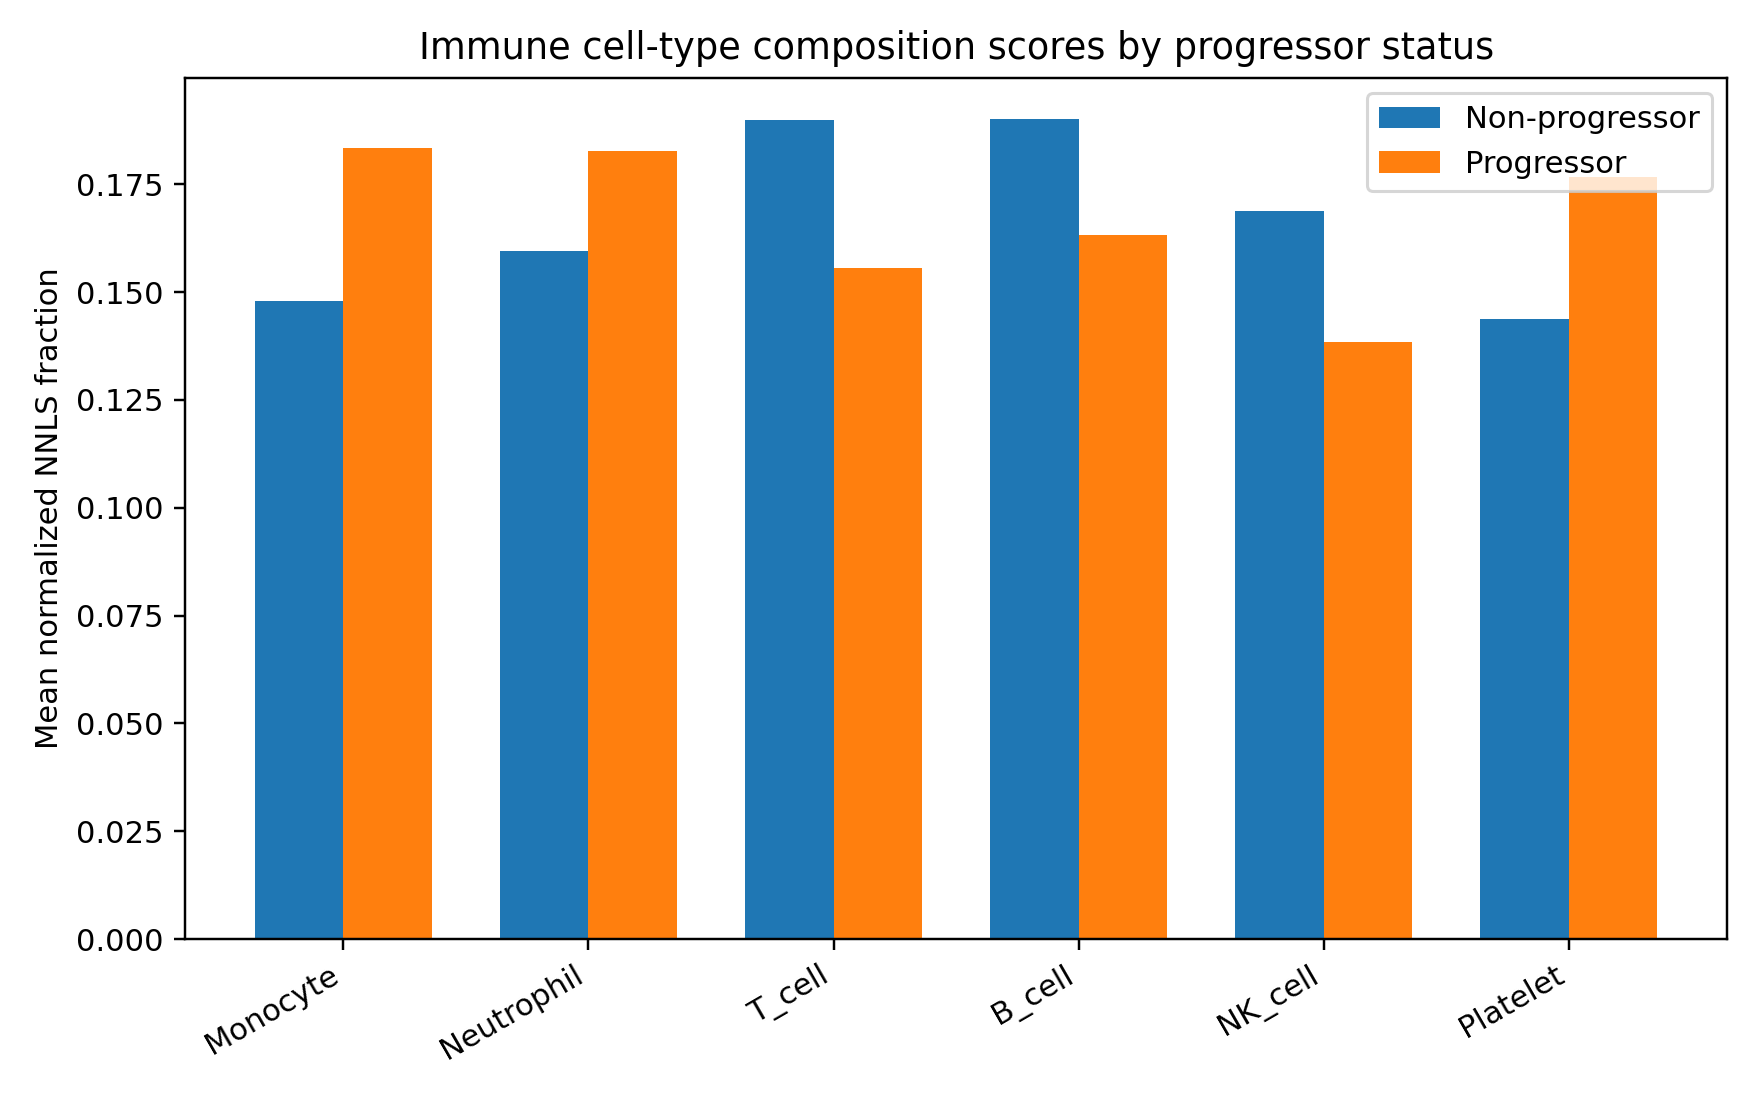 Immune cell-type composition scores by progressor status
Non-progressor
Progressor
Mean normalized NNLS fraction
0.175
0.150
0.125
0.100
0.075
0.050
0.025
0.000
Monocyte
Neutrophil
T_cell
B_cell
NK_cell
Platelet